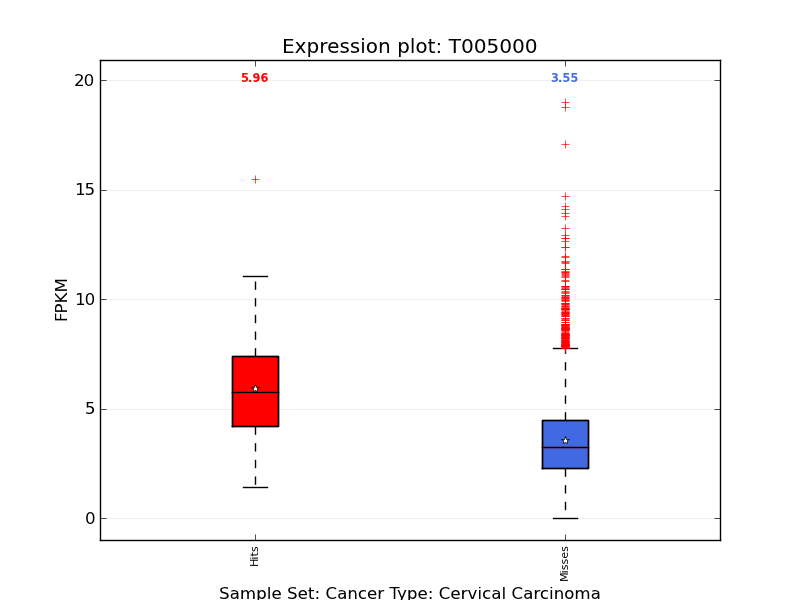 Expression plot: T005000
5.96
3.55
20
15
10
5
0
FPKM
Hits
Misses
Sample Set: Cancer Type: Cervical Carcinoma